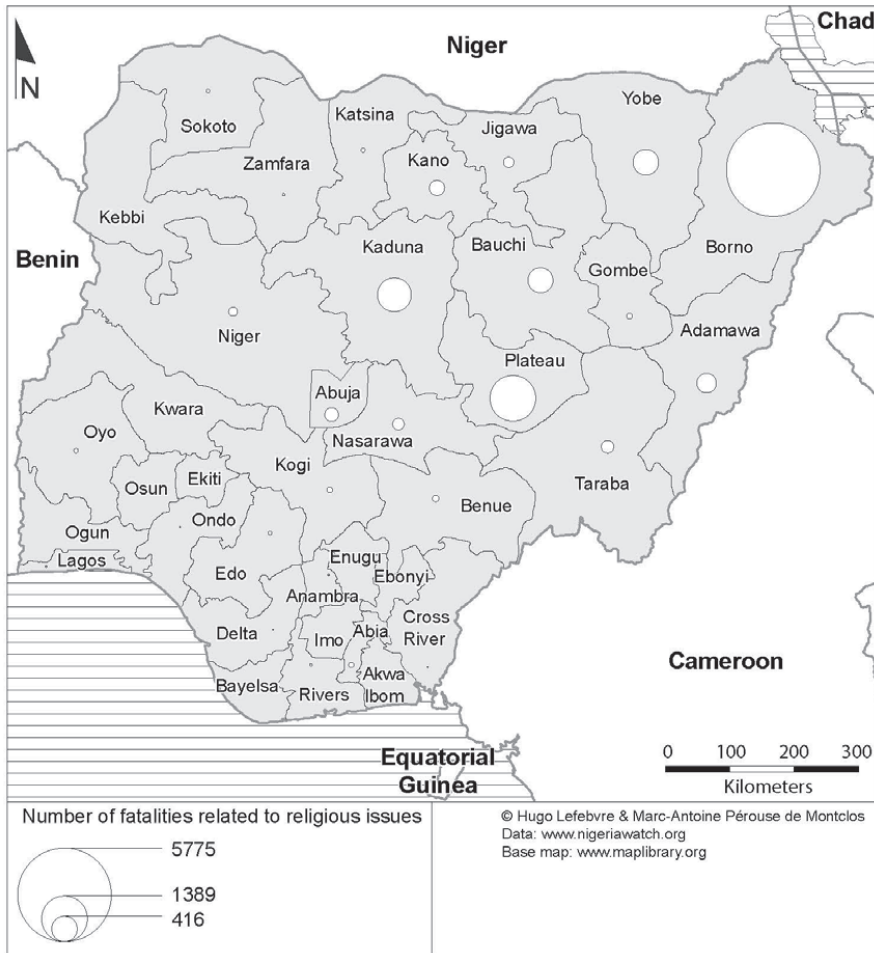 Chad
Niger
N
Yobe
Katsina
Jigawa
Sokoto
Kano
Zamfara
Kebbi
Benin
Kaduna
Bauchi
Borno
Gombe
Adamawa
Niger
Plateau
Abuja
Kwara
Oyo
Nasarawa
Kogi
Ekiti
Osun
Taraba
Benue
Ondo
Ogun
Lagos
Enugu
Edo
Ebonyi
Anambra
Cross
River
Delta
Imo
Abia
Cameroon
Akwa
Ibom
Bayelsa
Rivers
Equatorial
Guinea
0 100 200 300
Kilometers
Number of fatalities related to religious issues
5775
1389
416
© Hugo Lefebvre & Marc-Antoine Pérouse de Montclos
Data: www.nigeriawatch.org
Base map: www.maplibrary.org